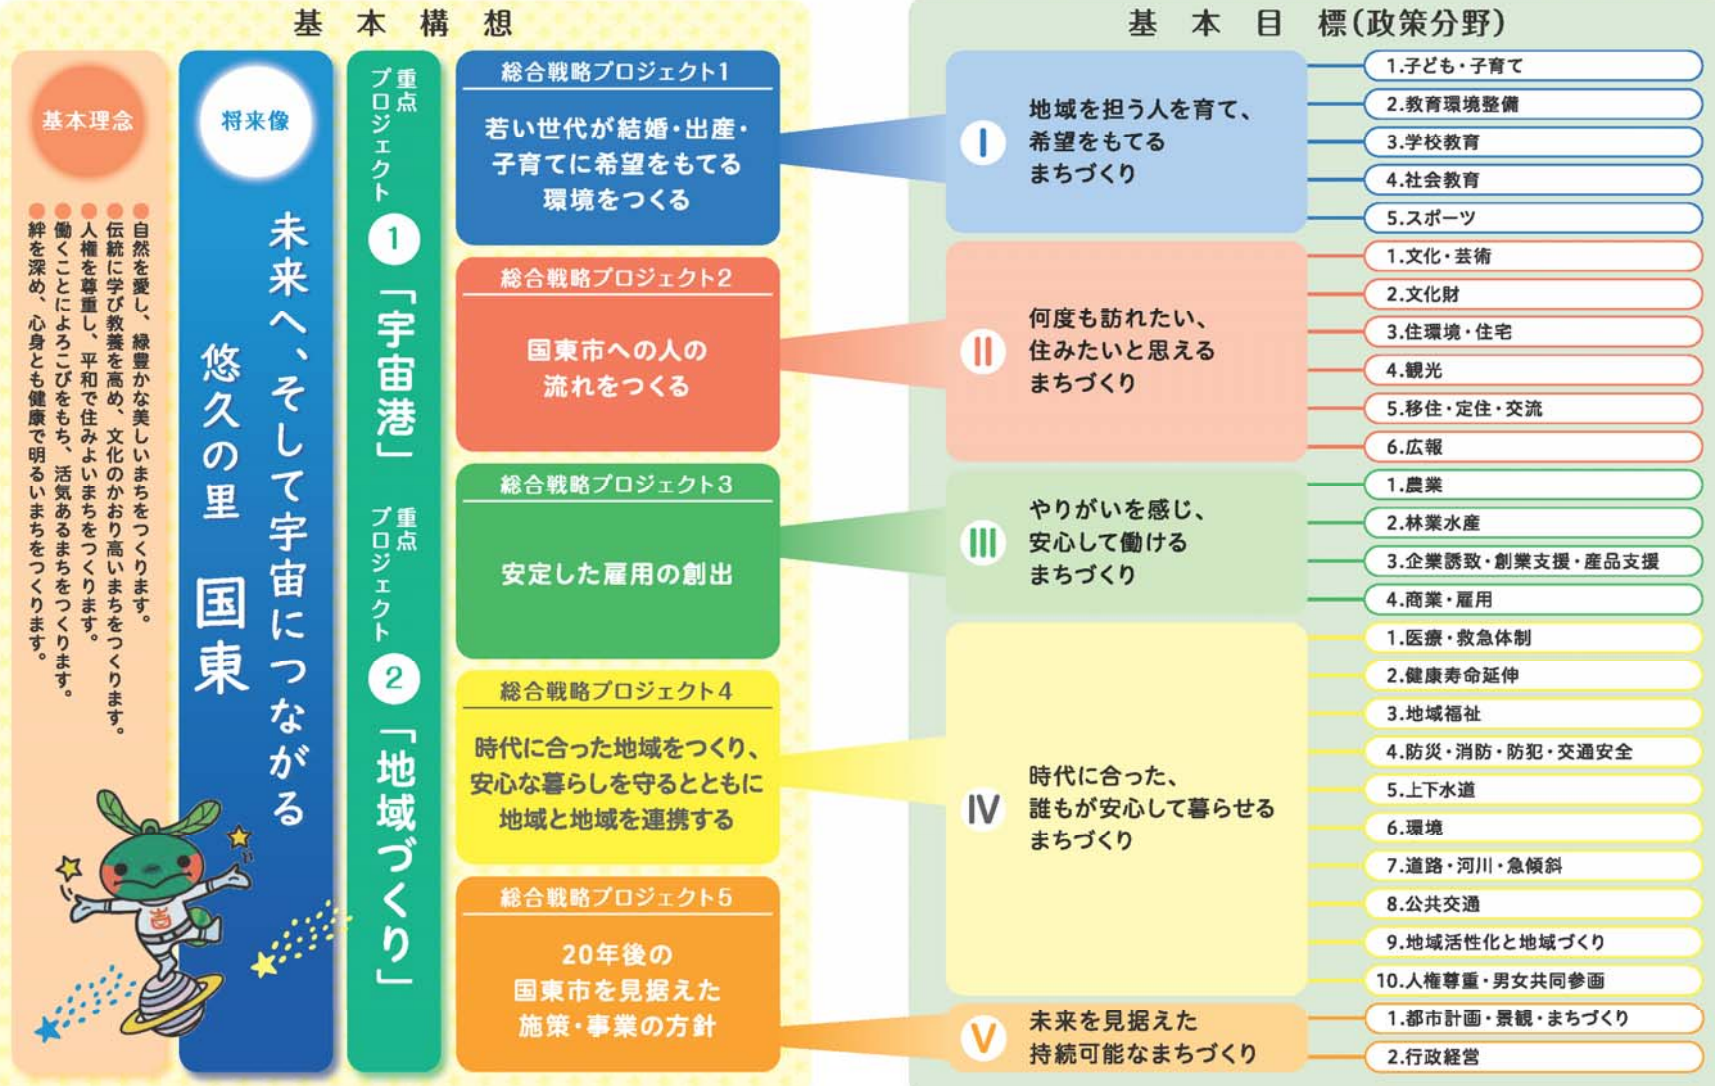 基本構想
基本理念
自然を愛し、緑豊かな美しいまちをつくります。
伝統に学び教養を高め、文化のかおり高いまちをつくります。
人権を尊重し、平和で住みよいまちをつくります。
働くことによろこびをもち、活気あるまちをつくります。
絆を深め、心身とも健康で明るいまちをつくります。
将来像
未来へ、そして宇宙につながる
悠久の里 国東
重点
プロジェクト
1
「宇宙港」
重点
プロジェクト
2
「地域づくり」
総合戦略プロジェクト1
若い世代が結婚・出産・
子育てに希望をもてる
環境をつくる
総合戦略プロジェクト2
国東市への人の
流れをつくる
総合戦略プロジェクト3
安定した雇用の創出
総合戦略プロジェクト4
時代に合った地域をつくり、
安心な暮らしを守るとともに
地域と地域を連携する
総合戦略プロジェクト5
20年後の
国東市を見据えた
施策・事業の方針
基本目標(政策分野)
I
地域を担う人を育て、
希望をもてる
まちづくり
1.子ども・子育て
2.教育環境整備
3.学校教育
4.社会教育
5.スポーツ
II
何度も訪れたい、
住みたいと思える
まちづくり
1.文化・芸術
2.文化財
3.住環境・住宅
4.観光
5.移住・定住・交流
6.広報
III
やりがいを感じ、
安心して働ける
まちづくり
1.農業
2.林業水産
3.企業誘致・創業支援・産品支援
4.商業・雇用
IV
時代に合った、
誰もが安心して暮らせる
まちづくり
1.医療・救急体制
2.健康寿命延伸
3.地域福祉
4.防災・消防・防犯・交通安全
5.上下水道
6.環境
7.道路・河川・急傾斜
8.公共交通
9.地域活性化と地域づくり
10.人権尊重・男女共同参画
V
未来を見据えた
持続可能なまちづくり
1.都市計画・景観・まちづくり
2.行政経営